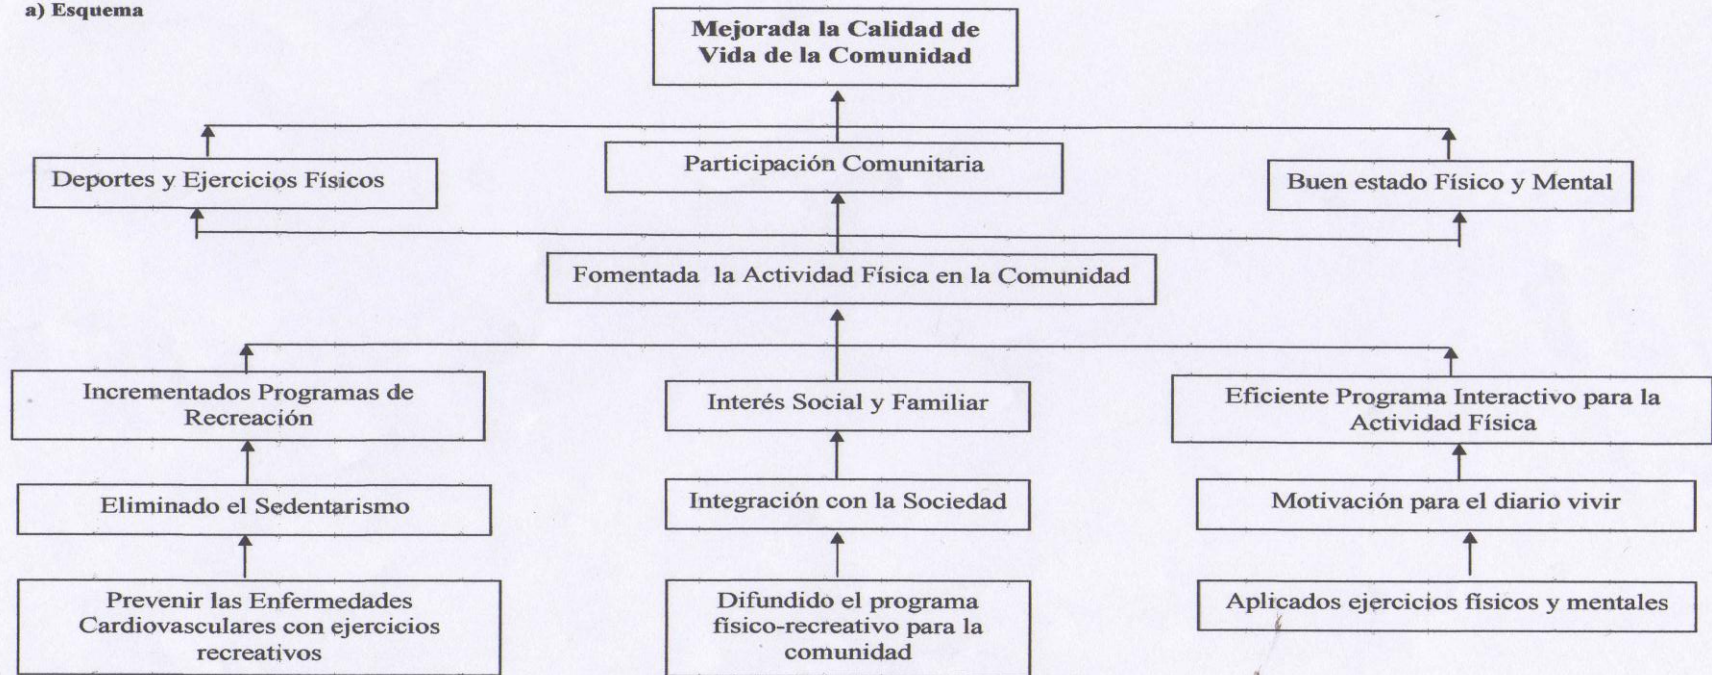 a) Esquema
Mejorada la Calidad de
Vida de la Comunidad
Deportes y Ejercicios Físicos
Participación Comunitaria
Buen estado Físico y Mental
Fomentada la Actividad Física en la Comunidad
Incrementados Programas de
Recreación
Interés Social y Familiar
Eficiente Programa Interactivo para la
Actividad Física
Eliminado el Sedentarismo
Integración con la Sociedad
Motivación para el diario vivir
Prevenir las Enfermedades
Cardiovasculares con ejercicios
recreativos
Difundido el programa
físico-recreativo para la
comunidad
Aplicados ejercicios físicos y mentales